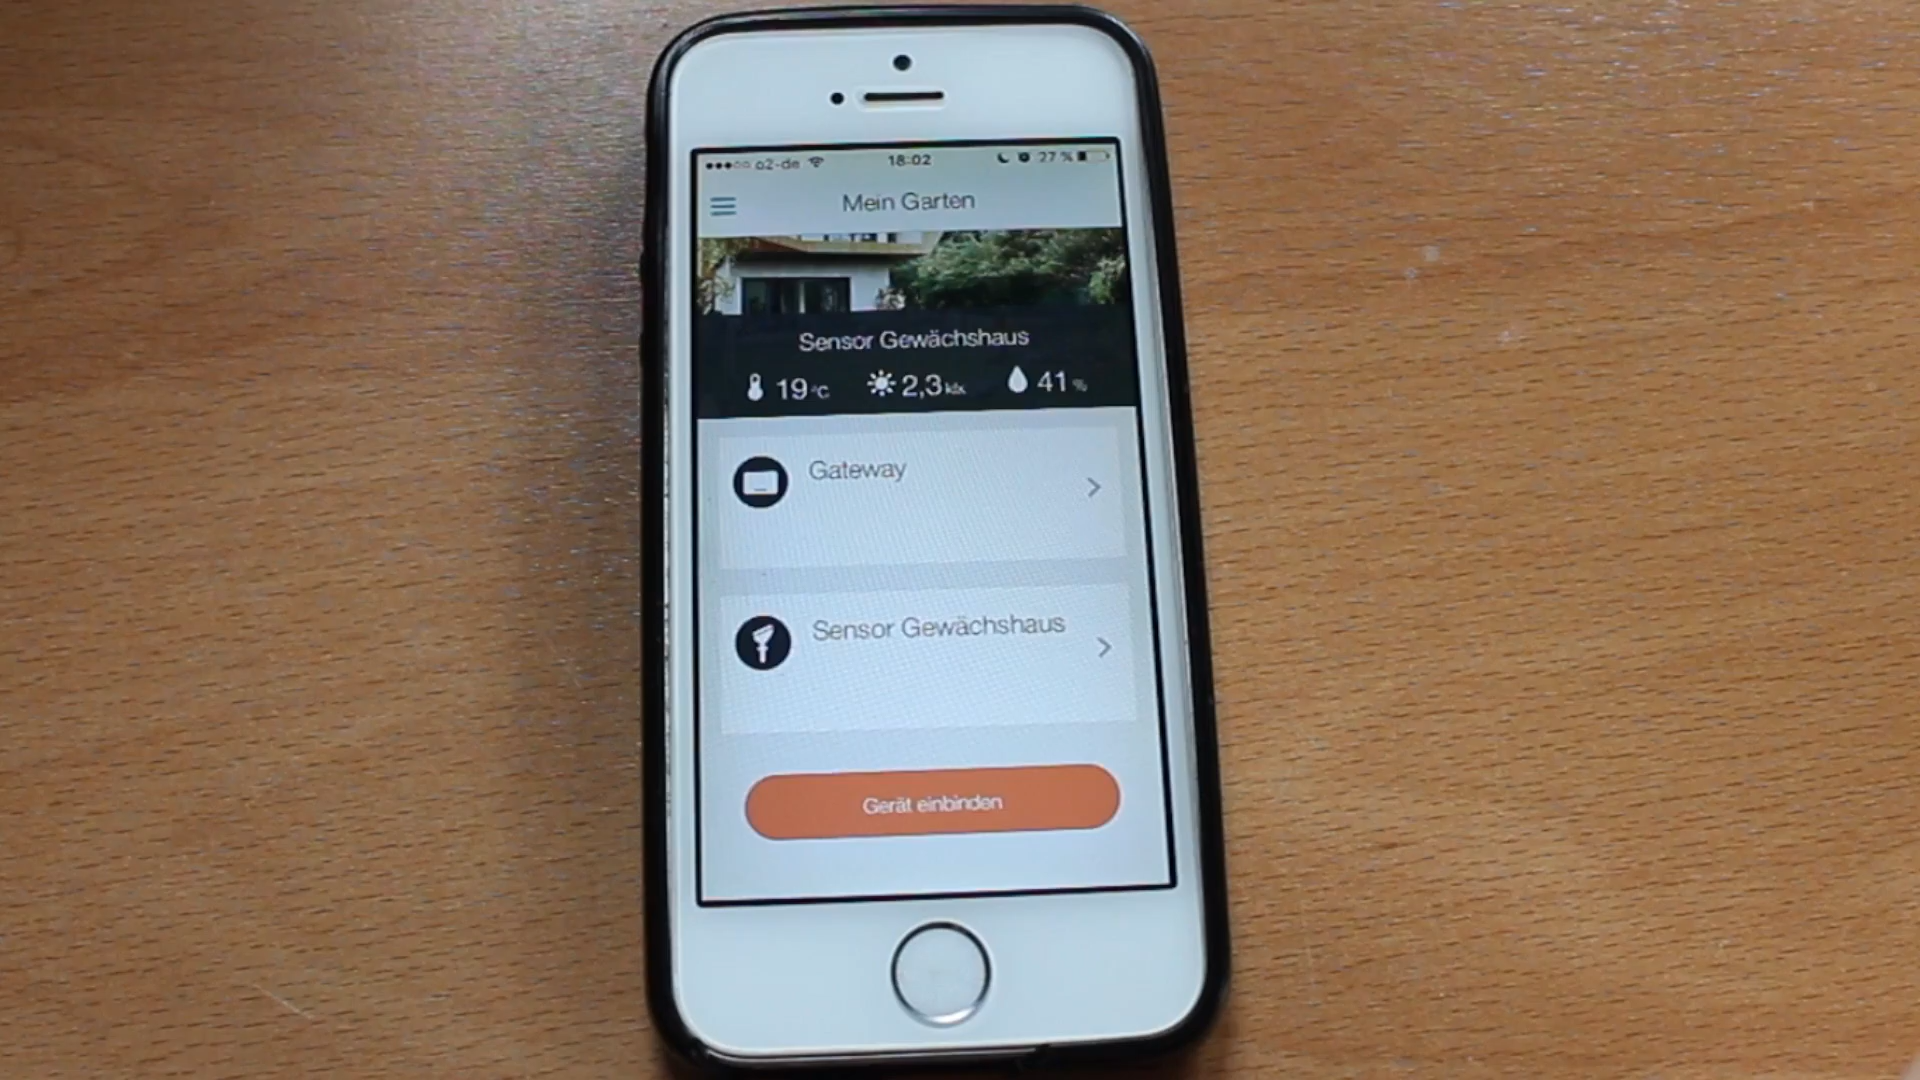 o2-de 18:02 27 %
Mein Garten
Sensor Gewächshaus
19 °C 2,3 klx 41 %
Gateway
Sensor Gewächshaus
Gerät einbinden